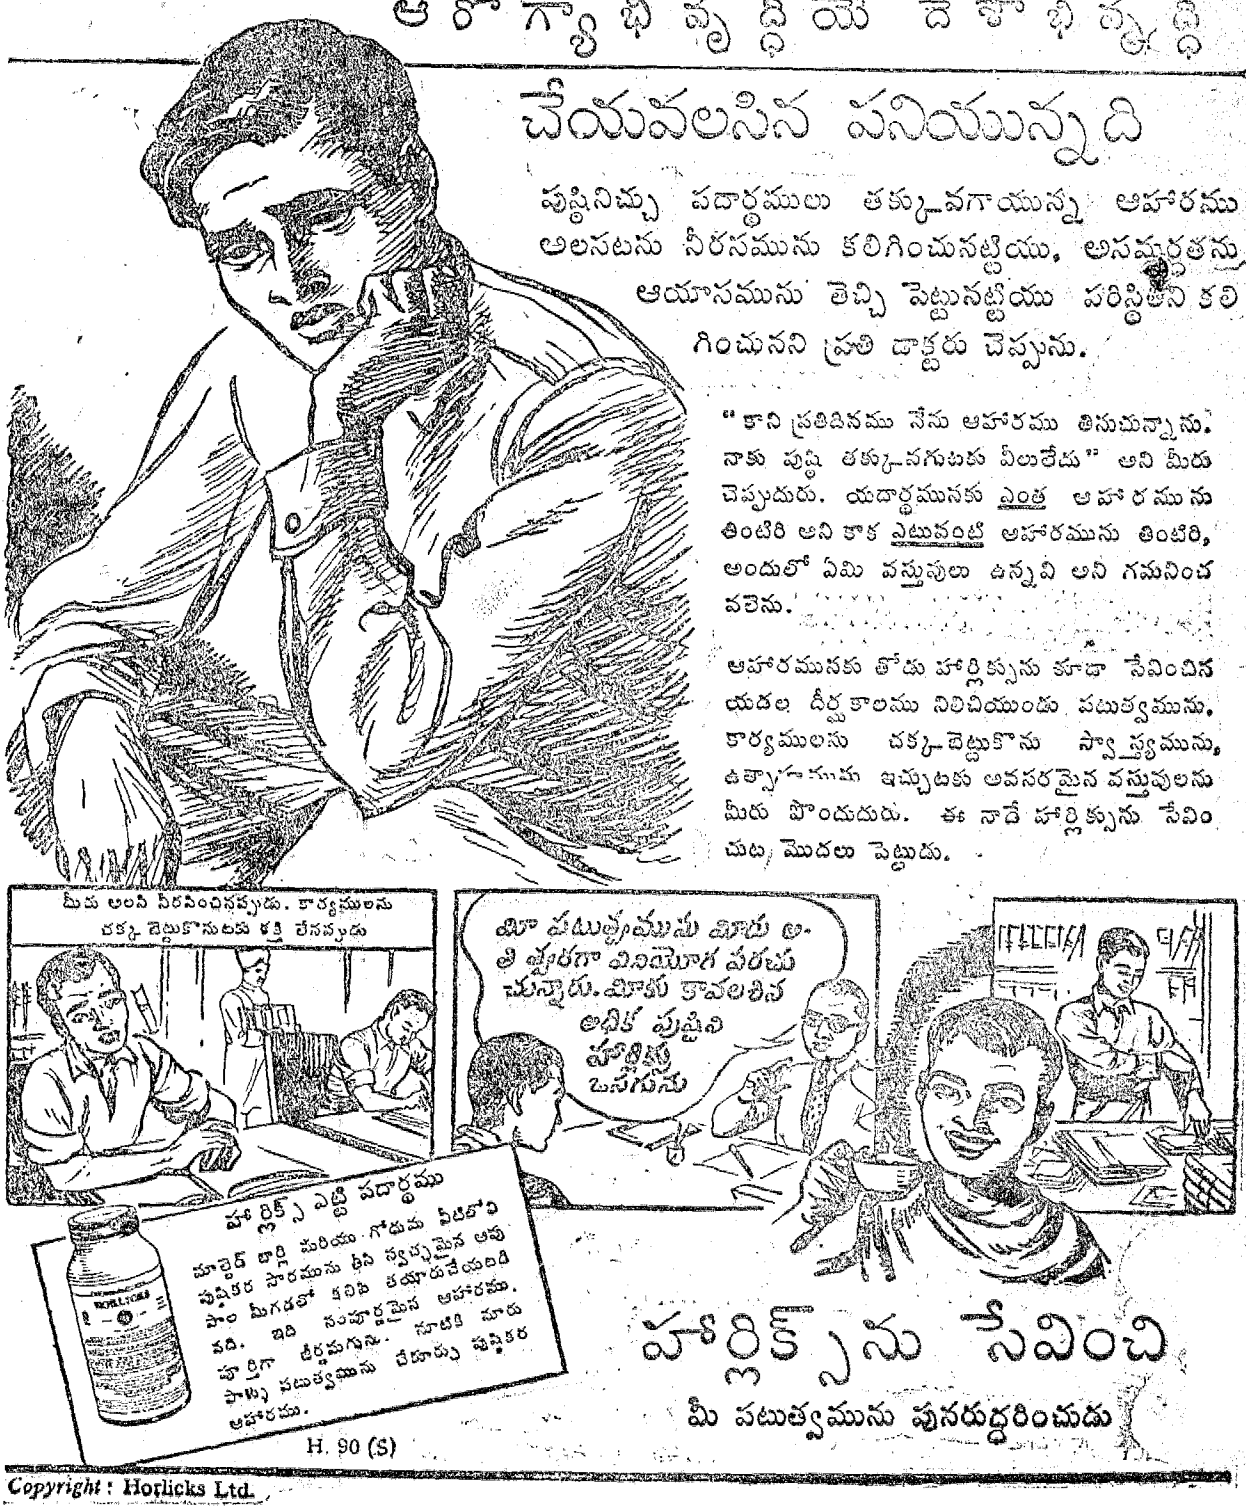 ఆరోగ్యాభివృద్ధియే దేశాభివృద్ధి
చేయవలసిన పనియున్నది
పుష్ఠినిచ్చు పదార్థములు తక్కువగాయున్న ఆహారము
అలసటను నీరసమును కలిగించునట్టియు, అసమర్థతను
ఆయాసమును తెచ్చి పెట్టునట్టియు పరిస్థితిని కలి
గించునని ప్రతి డాక్టరు చెప్పును.
"కాని ప్రతిదినము నేను ఆహారము తినుచున్నాను.
నాకు పుష్ఠి తక్కువగుటకు వీలులేదు" అని మీరు
చెప్పుదురు. యదార్థమునకు ఎంత ఆహారమును
తింటిరి అని కాక ఎటువంటి అహారమును తింటిరి,
అందులో ఏమి వస్తువులు ఉన్నవి అని గమనించ
వలెను.
ఆహారమునకు తోడు హార్లిక్సును కూడా సేవించిన
యడల దీర్ఘకాలము నిలిచియుండు పటుత్వమును,
కార్యములను చక్కబెట్టుకొను స్వాస్థ్యమును,
ఇచ్చుటకు అవసరమైన వస్తువులను
మీరు పొందుదురు. ఈ నాదే హార్లిక్సును సేవిం
చుట మొదలు పెట్టుడు.
మీరు అలసి నీరసించినప్పుడు. కార్యములను
చక్క బెట్టుకొనుటకు శక్తి లేనప్పుడు
మీ పటుత్వమును మీరు అ-
తి త్వరగా వినియోగ పరచు
చున్నారు. మీకు కావలసిన
అధిక పుష్టిని
హార్లిక్సు
ఒసగును
హార్లిక్స్ ఎట్టి పదార్థము
మాల్టెడ్ బార్లి మరియు గోధుమ వీటిలోని
పుష్ఠికర సారమును తీసి స్వచ్ఛమైన ఆవు
పాల మీగడలో కలిపి తయారుచేయబడి
నది. ఇది సంపూర్ణమైన ఆహారము.
పూర్తిగా జీర్ణమగును. నూటికి నూరు
పాళ్ళు పటుత్వమును చేకూర్చు పుష్ఠికర
ఆహారము.
HORLICKS
H. 90 (S)
హార్లిక్స్‌ను సేవించి
మీ పటుత్వమును పునరుద్ధరించుడు
Copyright : Horlicks Ltd.